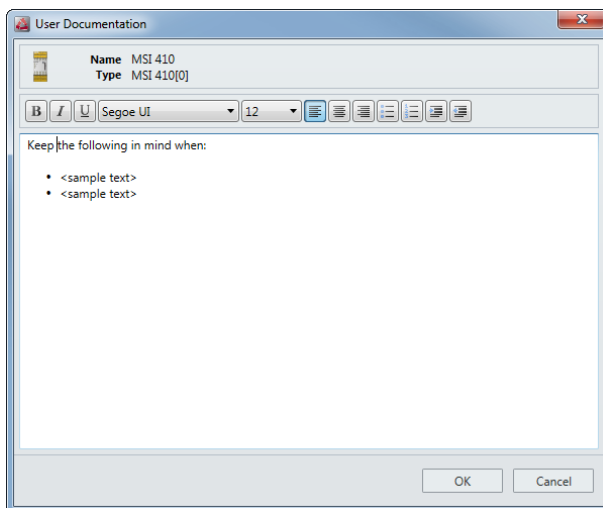 User Documentation
Name MSI 410
Type MSI 410[0]
B I U Segoe UI 12
Keep the following in mind when:
• <sample text>
• <sample text>
OK Cancel